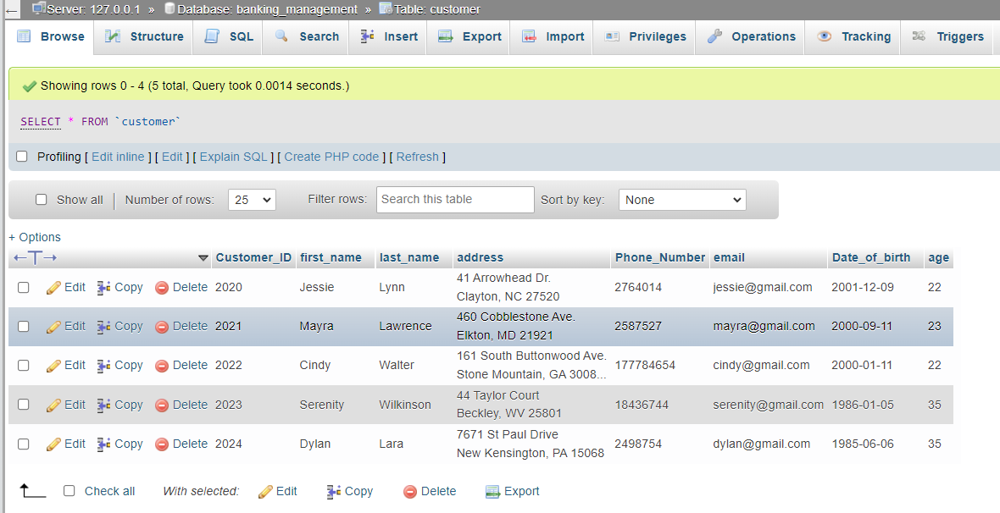 Server: 127.0.0.1 » Database: banking_management » Table: customer
Browse Structure SQL Search Insert Export Import Privileges Operations Tracking Triggers
Showing rows 0 - 4 (5 total, Query took 0.0014 seconds.)
SELECT * FROM `customer`
Profiling [ Edit inline ] [ Edit ] [ Explain SQL ] [ Create PHP code ] [ Refresh ]
Show all | Number of rows: 25 Filter rows: Search this table Sort by key: None
+ Options
←T→ Customer_ID first_name last_name address Phone_Number email Date_of_birth age
Edit Copy Delete 2020 Jessie Lynn 41 Arrowhead Dr. 2764014 jessie@gmail.com 2001-12-09 22
Clayton, NC 27520
Edit Copy Delete 2021 Mayra Lawrence 460 Cobblestone Ave. 2587527 mayra@gmail.com 2000-09-11 23
Elkton, MD 21921
Edit Copy Delete 2022 Cindy Walter 161 South Buttonwood Ave. 177784654 cindy@gmail.com 2000-01-11 22
Stone Mountain, GA 3008...
Edit Copy Delete 2023 Serenity Wilkinson 44 Taylor Court 18436744 serenity@gmail.com 1986-01-05 35
Beckley, WV 25801
Edit Copy Delete 2024 Dylan Lara 7671 St Paul Drive 2498754 dylan@gmail.com 1985-06-06 35
New Kensington, PA 15068
Check all With selected: Edit Copy Delete Export